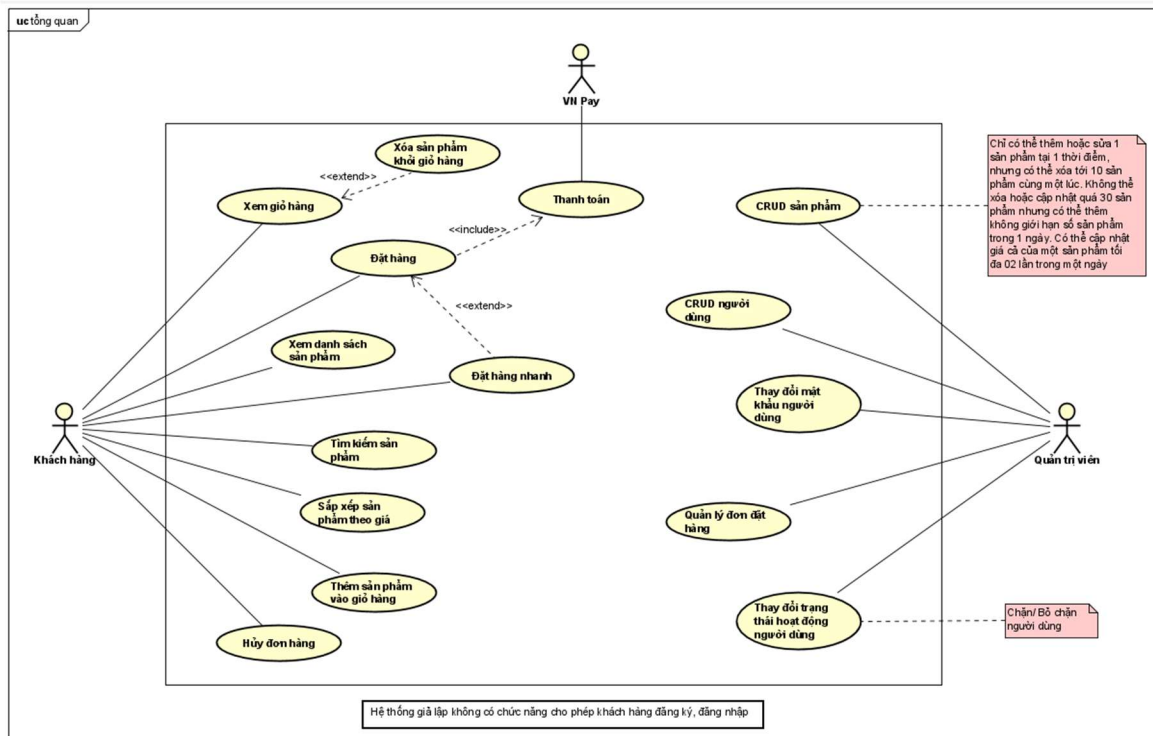 uc tổng quan
VN Pay
Xóa sản phẩm
khỏi giỏ hàng
<<extend>>
Xem giỏ hàng
Thanh toán
<<include>>
Đặt hàng
<<extend>>
Xem danh sách
sản phẩm
Đặt hàng nhanh
Khách hàng
Tìm kiếm sản
phẩm
Sắp xếp sản
phẩm theo giá
Thêm sản phẩm
vào giỏ hàng
Hủy đơn hàng
CRUD sản phẩm
Chỉ có thể thêm hoặc sửa 1
sản phẩm tại 1 thời điểm,
nhưng có thể xóa tới 10 sản
phẩm cùng một lúc. Không thể
xóa hoặc cập nhật quá 30 sản
phẩm nhưng có thể thêm
không giới hạn số sản phẩm
trong 1 ngày. Có thể cập nhật
giá cả của một sản phẩm tối
đa 02 lần trong một ngày
CRUD người
dùng
Thay đổi mật
khẩu người
dùng
Quản trị viên
Quản lý đơn đặt
hàng
Thay đổi trạng
thái hoạt động
người dùng
Chặn/ Bỏ chặn
người dùng
Hệ thống giả lập không có chức năng cho phép khách hàng đăng ký, đăng nhập